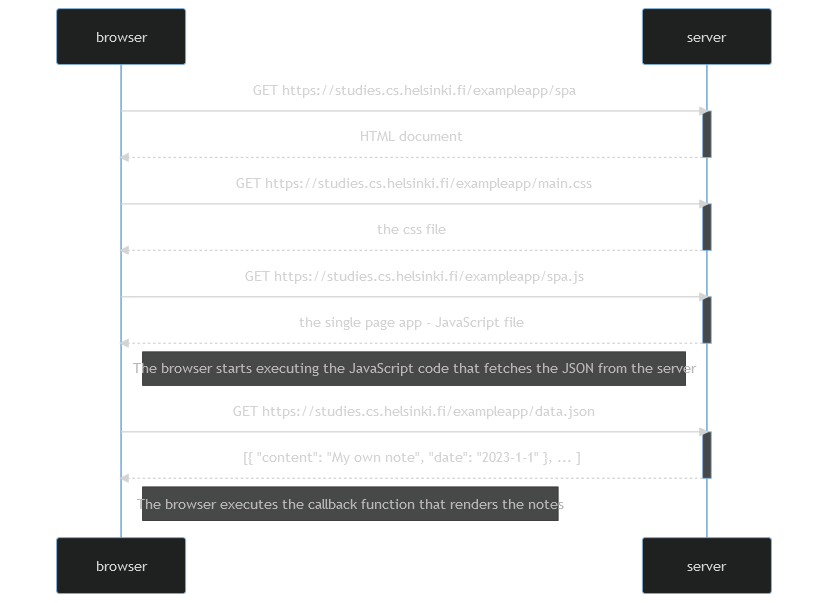 browser server
GET https://studies.cs.helsinki.fi/exampleapp/spa
HTML document
GET https://studies.cs.helsinki.fi/exampleapp/main.css
the css file
GET https://studies.cs.helsinki.fi/exampleapp/spa.js
the single page app - JavaScript file
The browser starts executing the JavaScript code that fetches the JSON from the server
GET https://studies.cs.helsinki.fi/exampleapp/data.json
[{ "content": "My own note", "date": "2023-1-1" }, ... ]
The browser executes the callback function that renders the notes
browser server